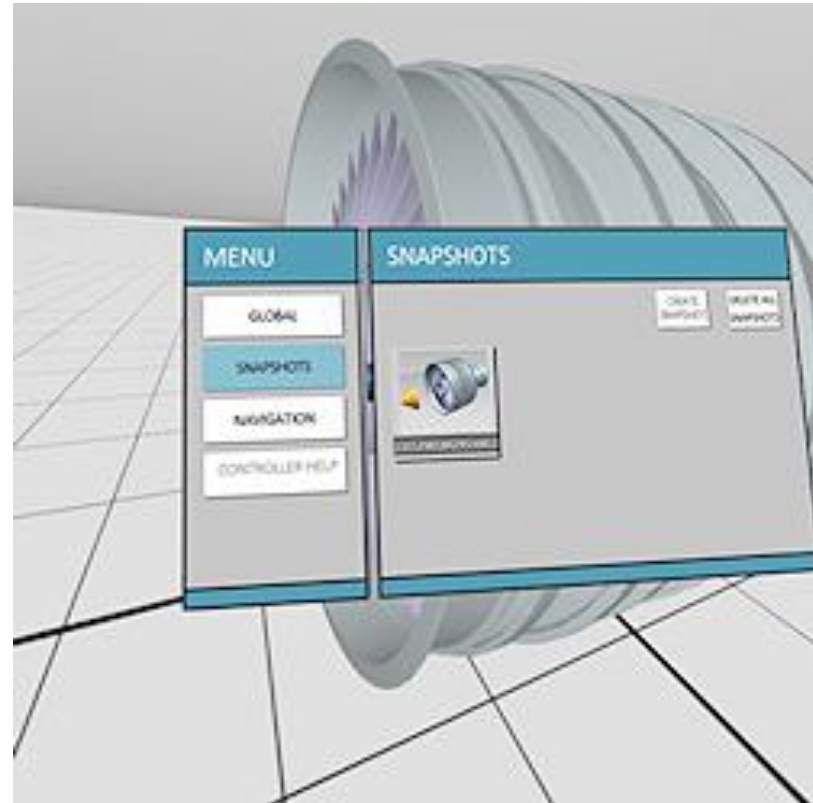 MENU
GLOBAL
SNAPSHOTS
NAVIGATION
CONTROLLER HELP
SNAPSHOTS
CREATE
SNAPSHOT
DELETE ALL
SNAPSHOTS